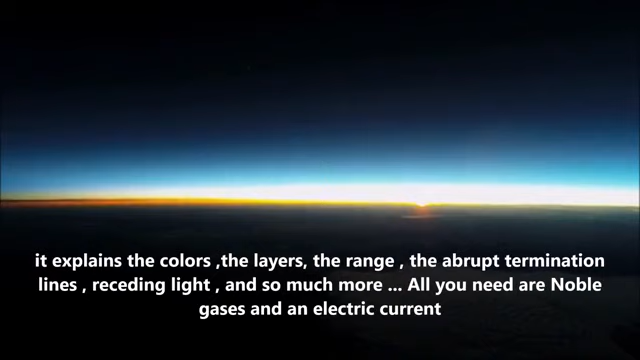 it explains the colors ,the layers, the range , the abrupt termination
lines , receding light , and so much more ... All you need are Noble
gases and an electric current